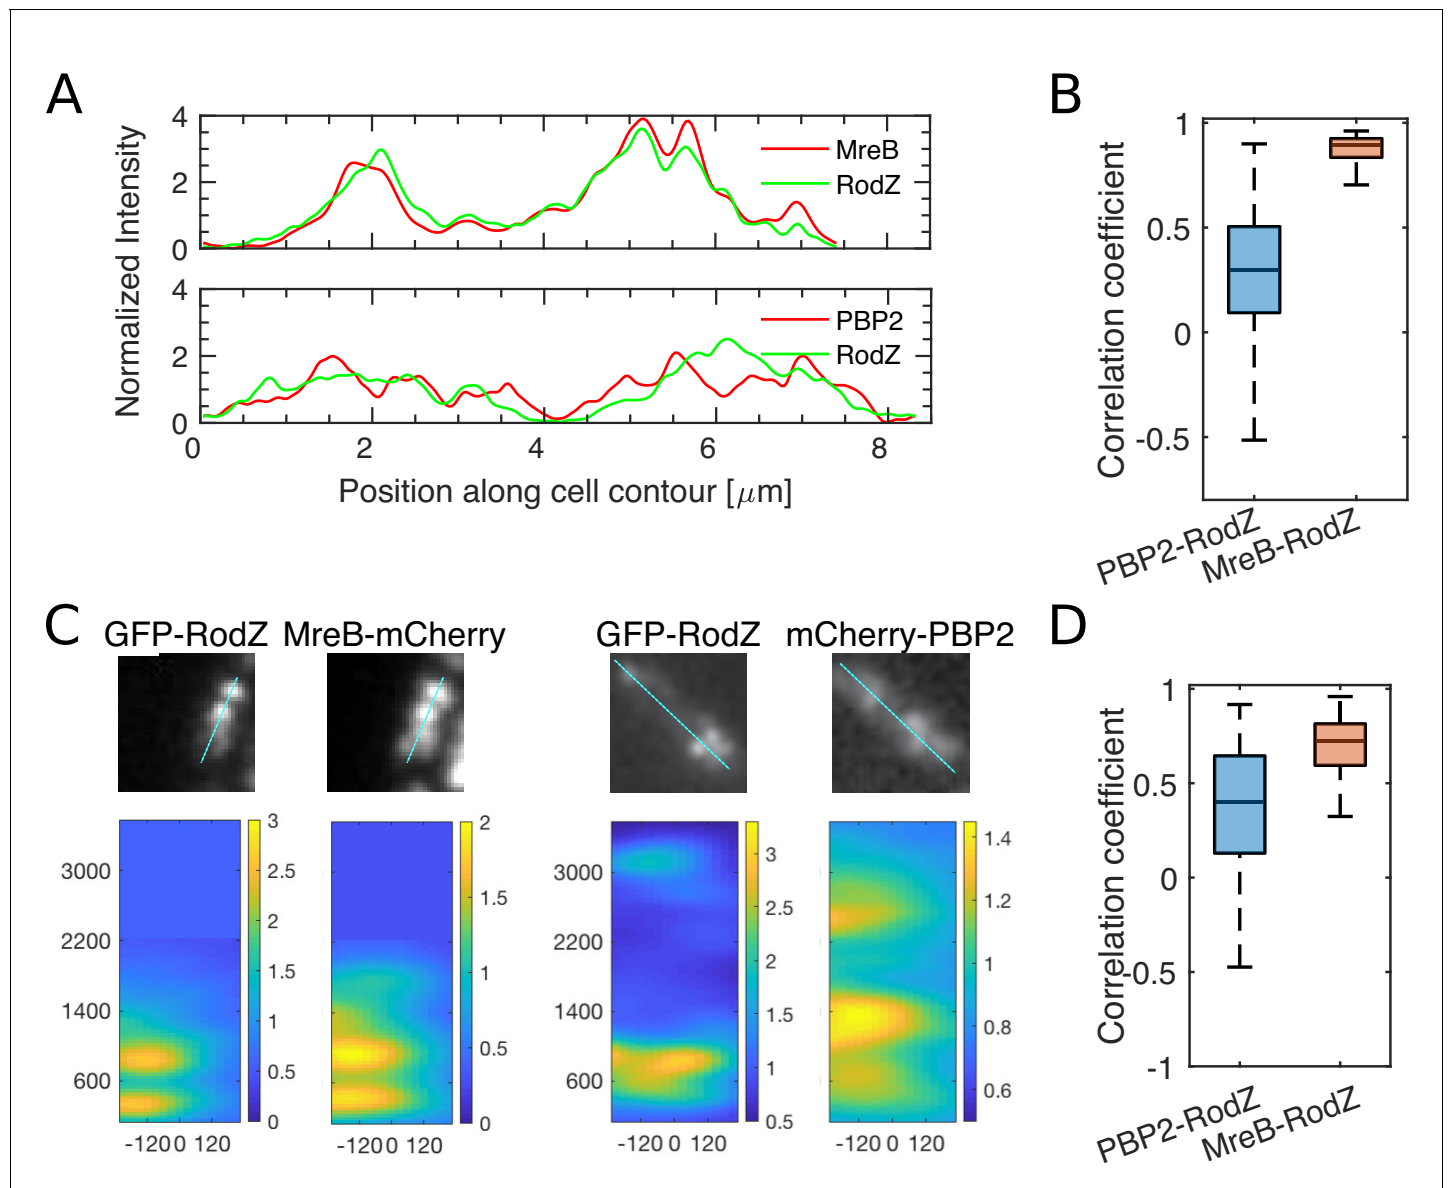 A
4
2
0
MreB
RodZ
4
2
0
PBP2
RodZ
0
2
4
6
8
Normalized Intensity
Position along cell contour [μm]
B
1
0.5
0
-0.5
Correlation coefficient
PBP2-RodZ
MreB-RodZ
C
GFP-RodZ
MreB-mCherry
GFP-RodZ
mCherry-PBP2
3000
2200
1400
600
-120 0 120
3
2.5
2
1.5
1
0.5
0
-120 0 120
2
1.5
1
0.5
0
3000
2200
1400
600
-120 0 120
3
2.5
2
1.5
1
0.5
-120 0 120
1.4
1.2
1
0.8
0.6
D
1
0.5
0
-0.5
-1
Correlation coefficient
PBP2-RodZ
MreB-RodZ